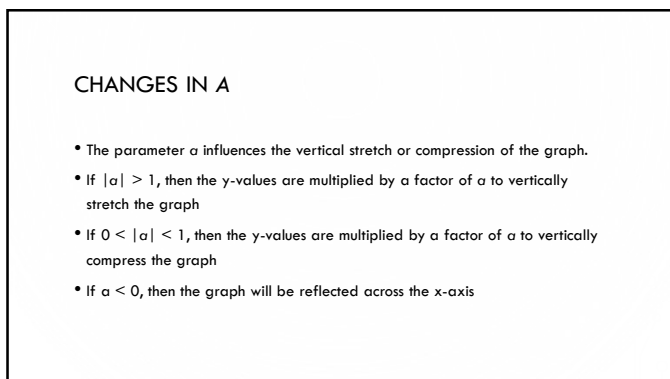 CHANGES IN A
• The parameter a influences the vertical stretch or compression of the graph.
• If |a| > 1, then the y-values are multiplied by a factor of a to vertically
stretch the graph
• If 0 < |a| < 1, then the y-values are multiplied by a factor of a to vertically
compress the graph
• If a < 0, then the graph will be reflected across the x-axis